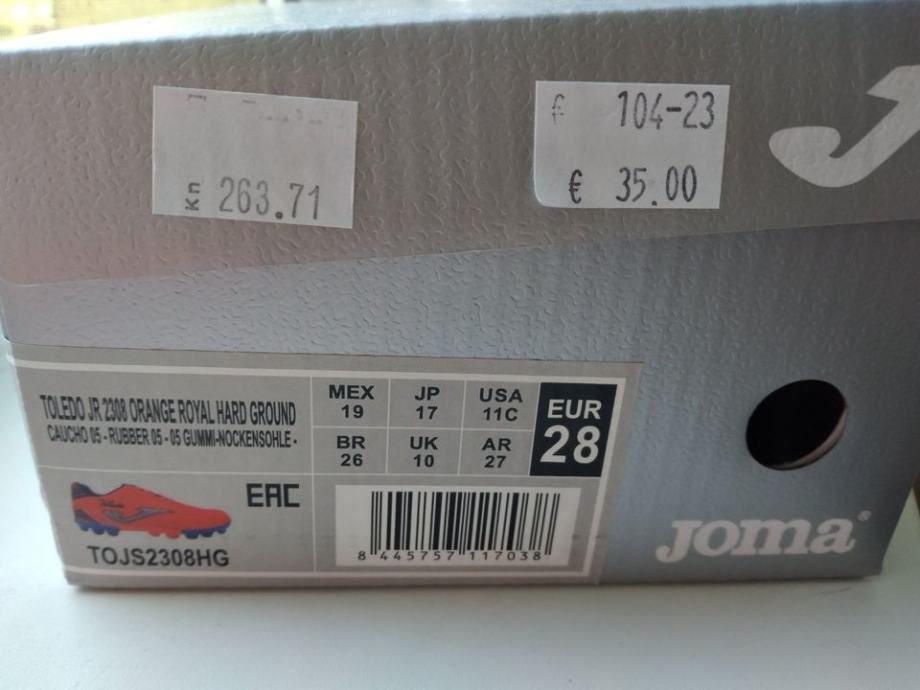 Kn 263.71
€ 104-23
€ 35.00
TOLEDO JR 2308 ORANGE ROYAL HARD GROUND
CAUCHO 05 - RUBBER 05 - 05 GUMMI-NOCKENSOHLE -
MEX JP USA
19 17 11C
BR UK AR
26 10 27
EUR
28
EAC
TOJS2308HG
8 445757 117038
Joma®